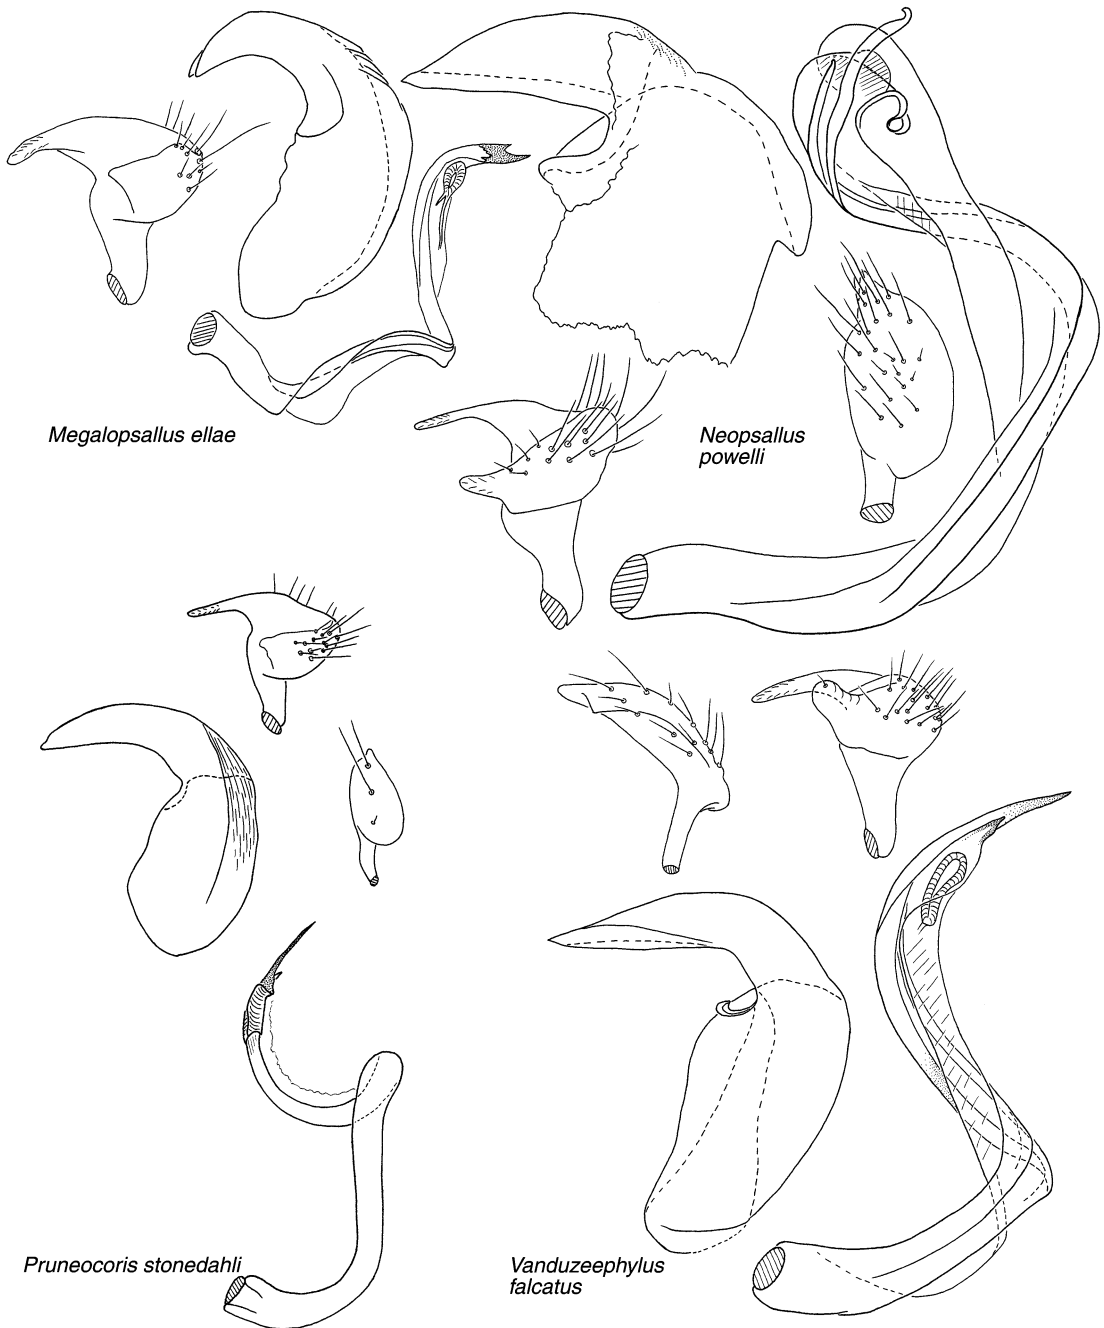 Megalopsallus ellae
Neopsallus
powelli
Pruneocoris stonedahli
Vanduzeephylus
falcatus